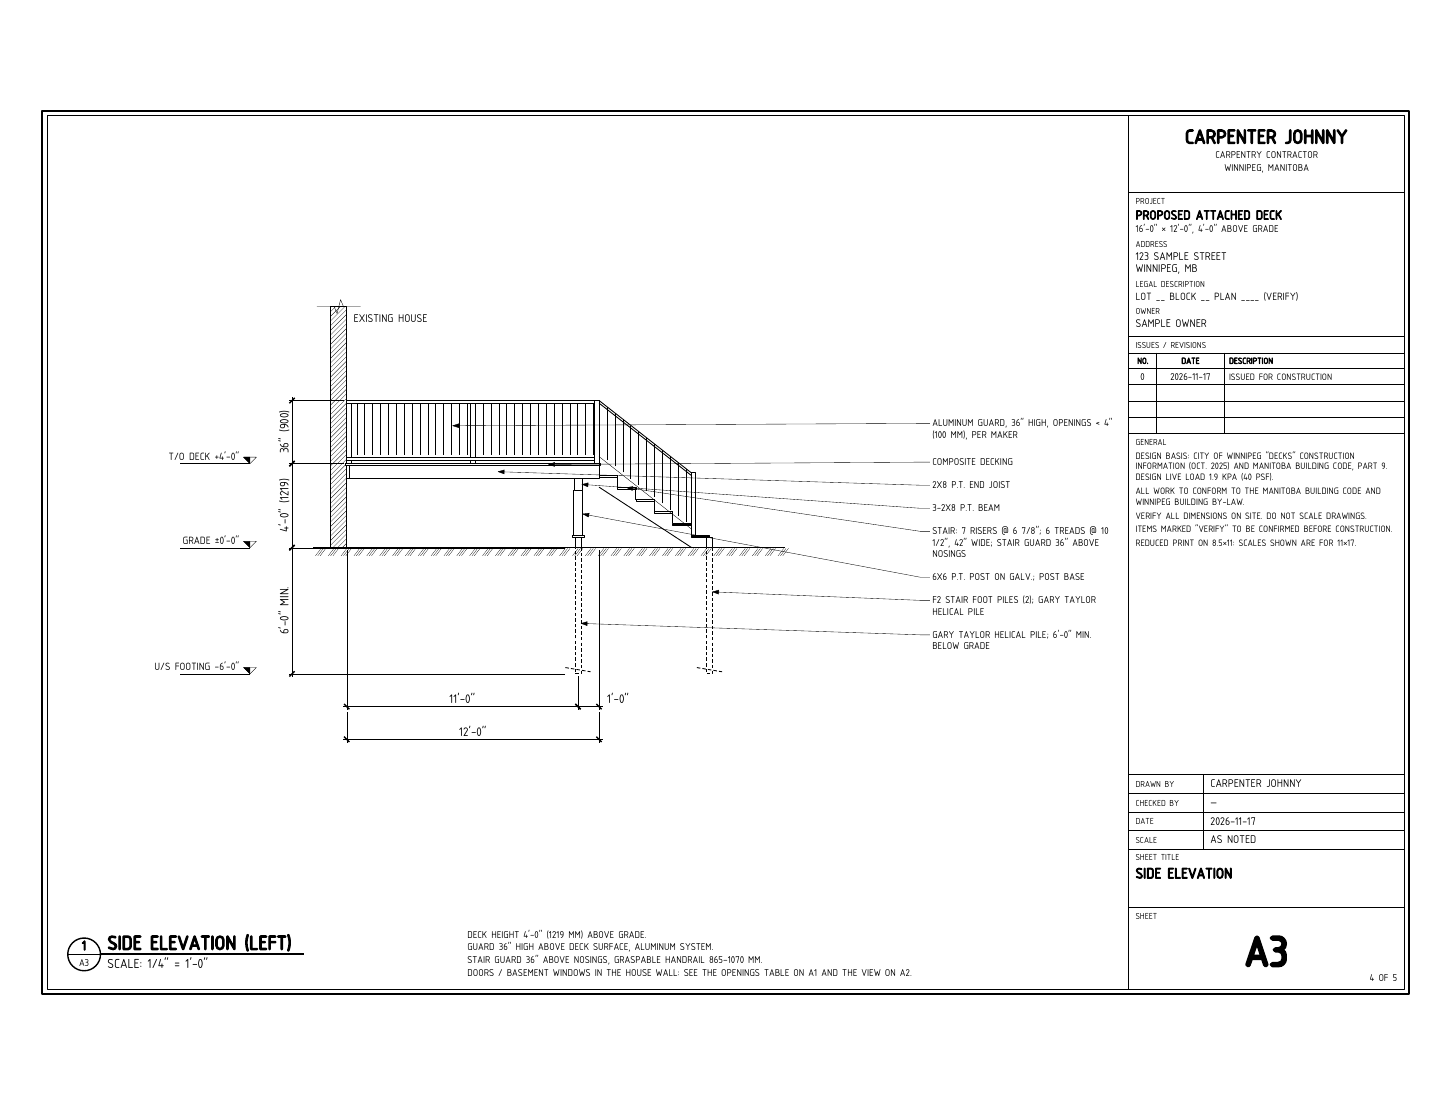 CARPENTER JOHNNY
CARPENTRY CONTRACTOR
WINNIPEG, MANITOBA
PROJECT
PROPOSED ATTACHED DECK
16'-0" × 12'-0", 4'-0" ABOVE GRADE
ADDRESS
123 SAMPLE STREET
WINNIPEG, MB
LEGAL DESCRIPTION
LOT __ BLOCK __ PLAN ____ (VERIFY)
OWNER
SAMPLE OWNER
ISSUES / REVISIONS
NO. DATE DESCRIPTION
0 2026-11-17 ISSUED FOR CONSTRUCTION
GENERAL
DESIGN BASIS: CITY OF WINNIPEG "DECKS" CONSTRUCTION
INFORMATION (OCT. 2025) AND MANITOBA BUILDING CODE, PART 9.
DESIGN LIVE LOAD 1.9 KPA (40 PSF).
ALL WORK TO CONFORM TO THE MANITOBA BUILDING CODE AND
WINNIPEG BUILDING BY-LAW.
VERIFY ALL DIMENSIONS ON SITE. DO NOT SCALE DRAWINGS.
ITEMS MARKED "VERIFY" TO BE CONFIRMED BEFORE CONSTRUCTION.
REDUCED PRINT ON 8.5×11: SCALES SHOWN ARE FOR 11×17.
DRAWN BY CARPENTER JOHNNY
CHECKED BY –
DATE 2026-11-17
SCALE AS NOTED
SHEET TITLE
SIDE ELEVATION
SHEET
A3
4 OF 5
EXISTING HOUSE
36" (900)
T/O DECK +4'-0"
4'-0" (1219)
GRADE ±0'-0"
6'-0" MIN.
U/S FOOTING -6'-0"
11'-0"
1'-0"
12'-0"
ALUMINUM GUARD, 36" HIGH, OPENINGS < 4"
(100 MM), PER MAKER
COMPOSITE DECKING
2X8 P.T. END JOIST
3-2X8 P.T. BEAM
STAIR: 7 RISERS @ 6 7/8"; 6 TREADS @ 10
1/2", 42" WIDE; STAIR GUARD 36" ABOVE
NOSINGS
6X6 P.T. POST ON GALV.; POST BASE
F2 STAIR FOOT PILES (2); GARY TAYLOR
HELICAL PILE
GARY TAYLOR HELICAL PILE; 6'-0" MIN.
BELOW GRADE
1
A3
SIDE ELEVATION (LEFT)
SCALE: 1/4" = 1'-0"
DECK HEIGHT 4'-0" (1219 MM) ABOVE GRADE.
GUARD 36" HIGH ABOVE DECK SURFACE, ALUMINUM SYSTEM.
STAIR GUARD 36" ABOVE NOSINGS, GRASPABLE HANDRAIL 865-1070 MM.
DOORS / BASEMENT WINDOWS IN THE HOUSE WALL: SEE THE OPENINGS TABLE ON A1 AND THE VIEW ON A2.